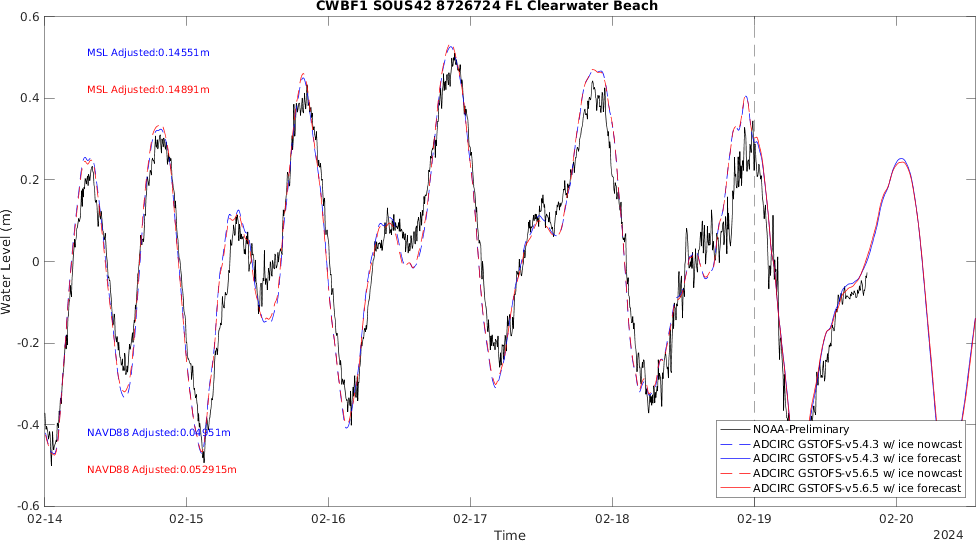 CWBF1 SOUS42 8726724 FL Clearwater Beach
0.6
0.4
0.2
0
-0.2
-0.4
-0.6
Water Level (m)
MSL Adjusted:0.14551m
MSL Adjusted:0.14891m
NAVD88 Adjusted:0.04951m
NAVD88 Adjusted:0.052915m
NOAA-Preliminary
ADCIRC GSTOFS-v5.4.3 w/ ice nowcast
ADCIRC GSTOFS-v5.4.3 w/ ice forecast
ADCIRC GSTOFS-v5.6.5 w/ ice nowcast
ADCIRC GSTOFS-v5.6.5 w/ ice forecast
02-14 02-15 02-16 02-17 02-18 02-19 02-20
Time
2024